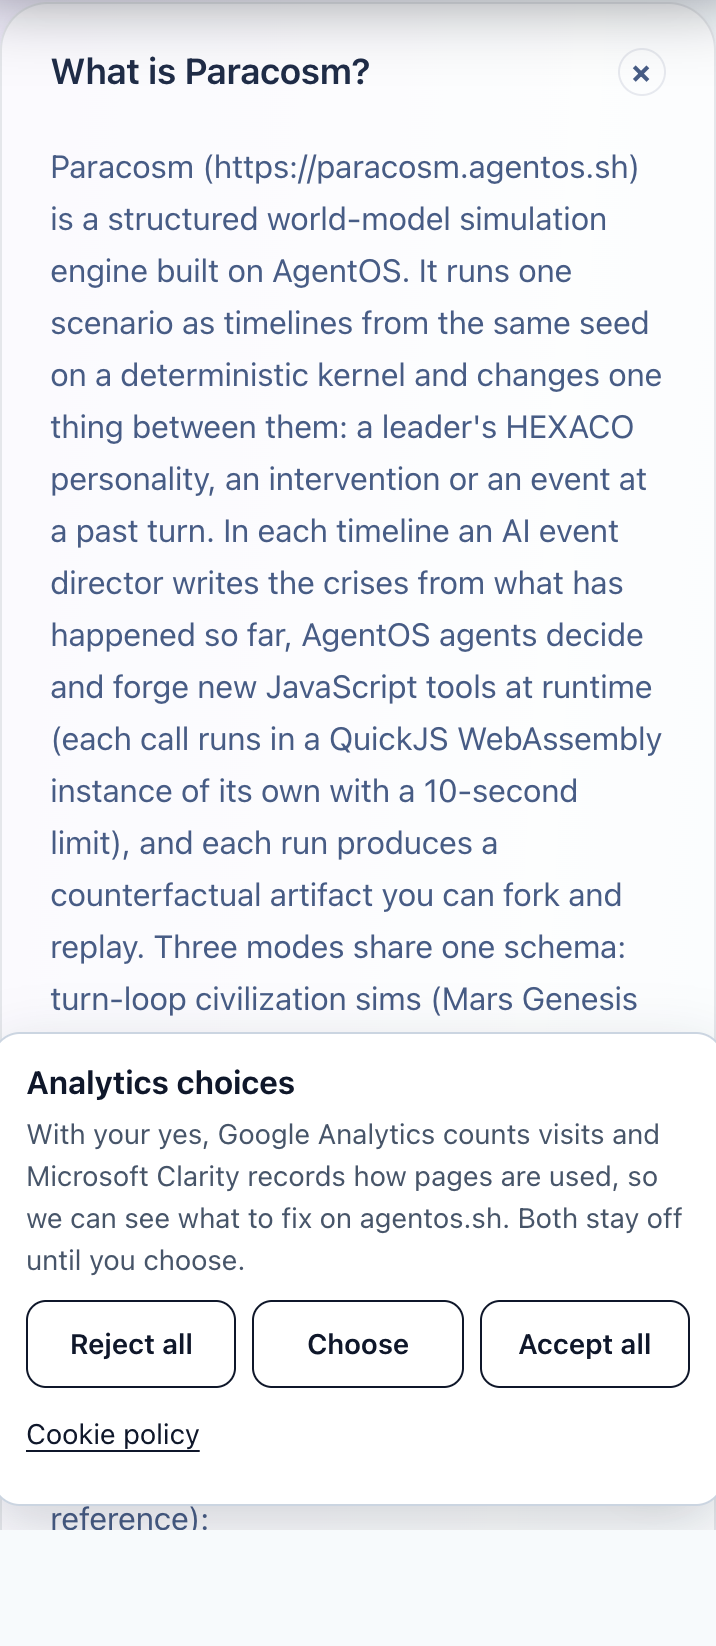 What is Paracosm?
Paracosm (https://paracosm.agentos.sh)
is a structured world-model simulation
engine built on AgentOS. It runs one
scenario as timelines from the same seed
on a deterministic kernel and changes one
thing between them: a leader's HEXACO
personality, an intervention or an event at
a past turn. In each timeline an AI event
director writes the crises from what has
happened so far, AgentOS agents decide
and forge new JavaScript tools at runtime
(each call runs in a QuickJS WebAssembly
instance of its own with a 10-second
limit), and each run produces a
counterfactual artifact you can fork and
replay. Three modes share one schema:
turn-loop civilization sims (Mars Genesis
Analytics choices
With your yes, Google Analytics counts visits and
Microsoft Clarity records how pages are used, so
we can see what to fix on agentos.sh. Both stay off
until you choose.
Reject all
Choose
Accept all
Cookie policy
reference):